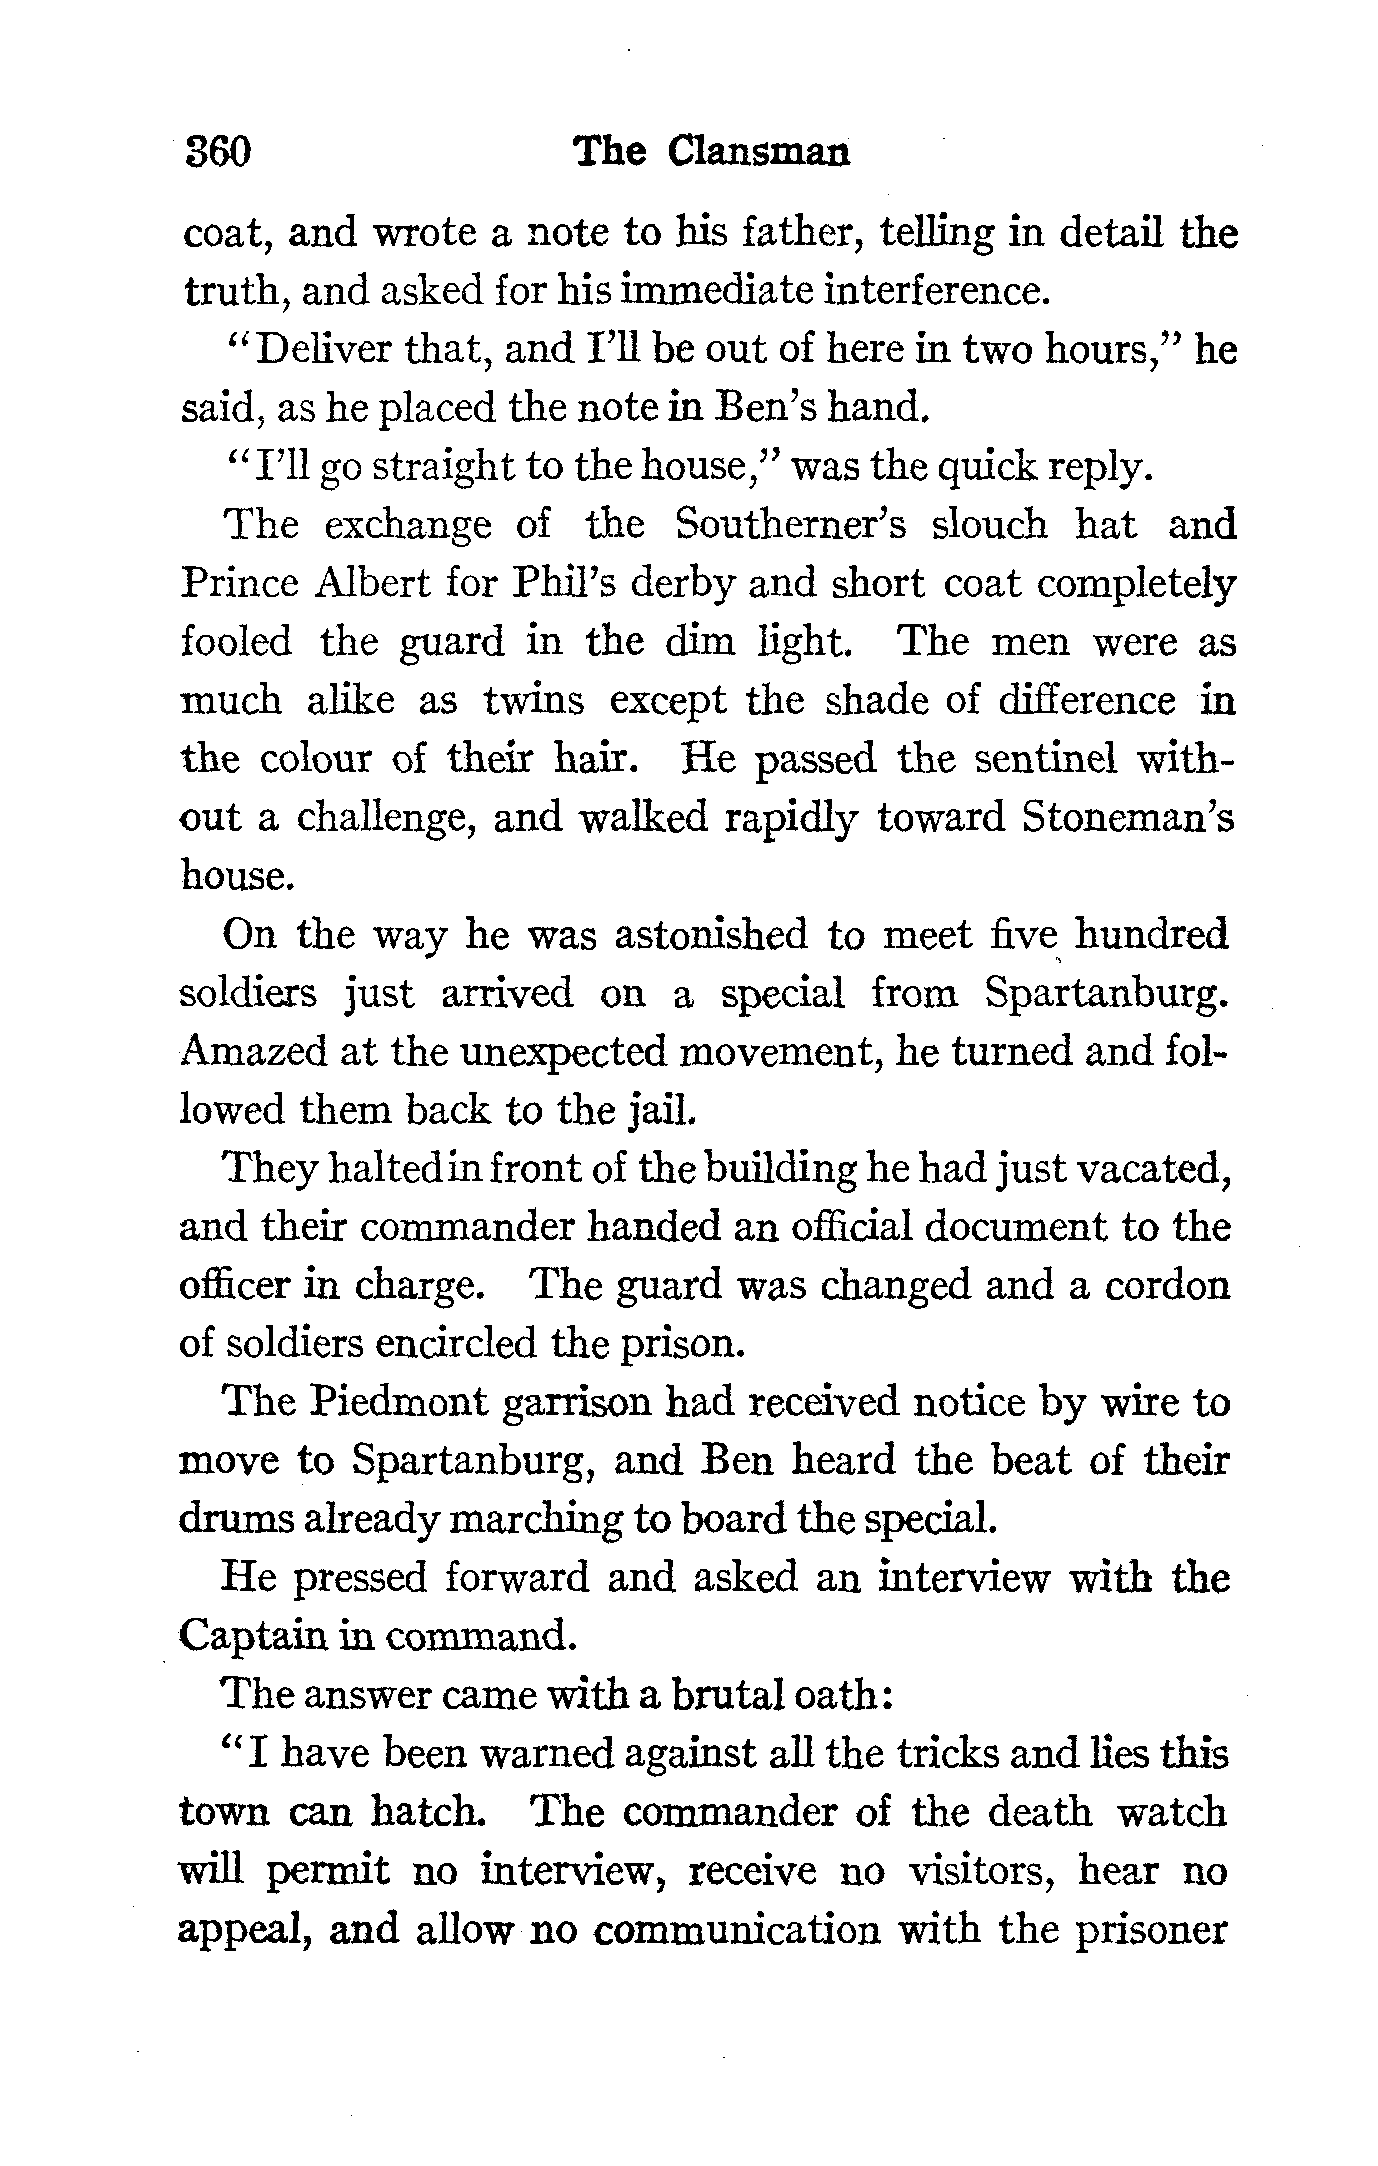 360 The Clansman
coat, and wrote a note to his father, telling in detail the
truth, and asked for his immediate interference.
“Deliver that, and I’ll be out of here in two hours,” he
said, as he placed the note in Ben’s hand.
“I’ll go straight to the house,” was the quick reply.
The exchange of the Southerner’s slouch hat and
Prince Albert for Phil’s derby and short coat completely
fooled the guard in the dim light. The men were as
much alike as twins except the shade of difference in
the colour of their hair. He passed the sentinel with-
out a challenge, and walked rapidly toward Stoneman’s
house.
On the way he was astonished to meet five hundred
soldiers just arrived on a special from Spartanburg.
Amazed at the unexpected movement, he turned and fol-
lowed them back to the jail.
They halted in front of the building he had just vacated,
and their commander handed an official document to the
officer in charge. The guard was changed and a cordon
of soldiers encircled the prison.
The Piedmont garrison had received notice by wire to
move to Spartanburg, and Ben heard the beat of their
drums already marching to board the special.
He pressed forward and asked an interview with the
Captain in command.
The answer came with a brutal oath:
“I have been warned against all the tricks and lies this
town can hatch. The commander of the death watch
will permit no interview, receive no visitors, hear no
appeal, and allow no communication with the prisoner